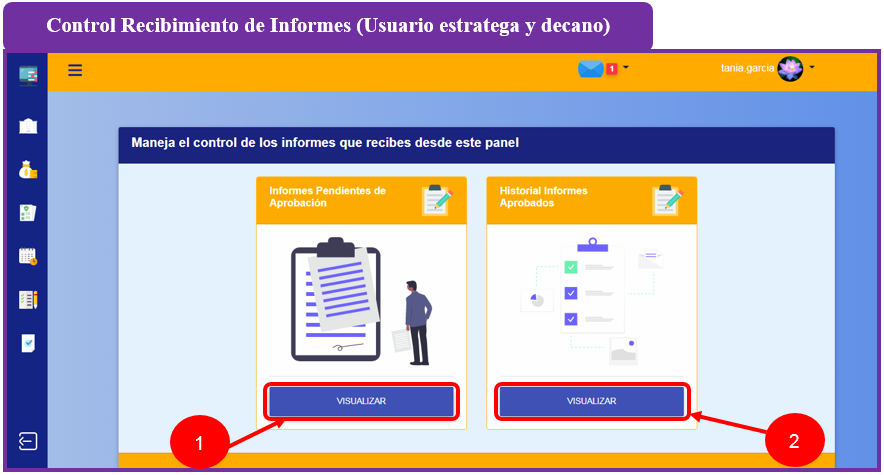 Control Recibimiento de Informes (Usuario estratega y decano)
1
tania.garcia
Maneja el control de los informes que recibes desde este panel
Informes Pendientes de
Aprobación
Historial Informes
Aprobados
VISUALIZAR
VISUALIZAR
1
2